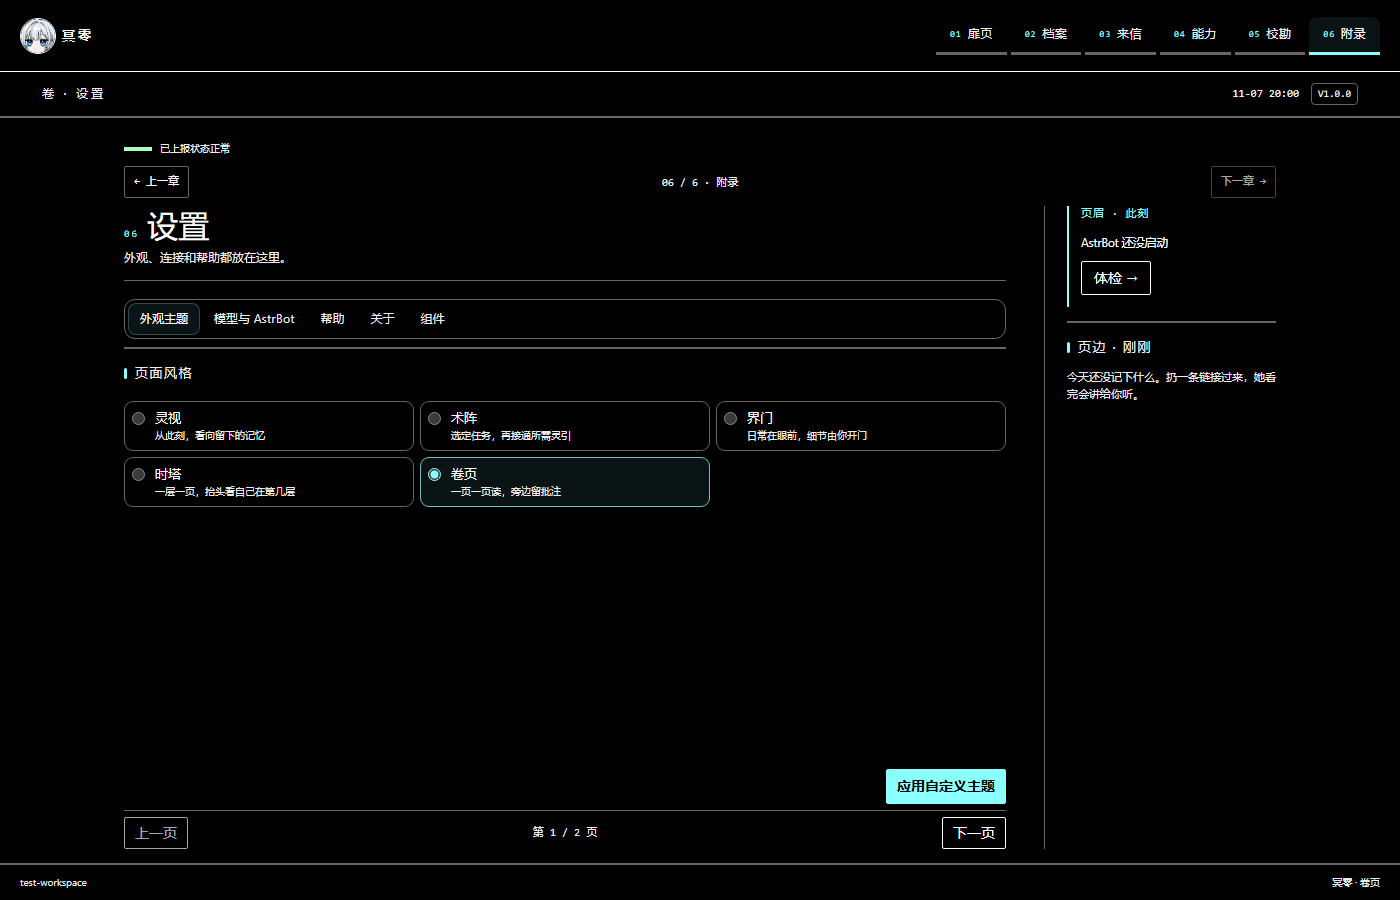 冥零
01 扉页
02 档案
03 来信
04 能力
05 校勘
06 附录
卷 · 设置
11-07 20:00
V1.0.0
已上报状态正常
← 上一章
06 / 6 · 附录
下一章 →
06 设置
外观、连接和帮助都放在这里。
外观主题
模型与 AstrBot
帮助
关于
组件
页面风格
灵视
从此刻，看向留下的记忆
术阵
选定任务，再接通所需灵引
界门
日常在眼前，细节由你开门
时塔
一层一页，抬头看自己在第几层
卷页
一页一页读，旁边留批注
应用自定义主题
上一页
第 1 / 2 页
下一页
页眉 · 此刻
AstrBot 还没启动
体检 →
页边 · 刚刚
今天还没记下什么。扔一条链接过来，她看
完会讲给你听。
test-workspace
冥零 · 卷页